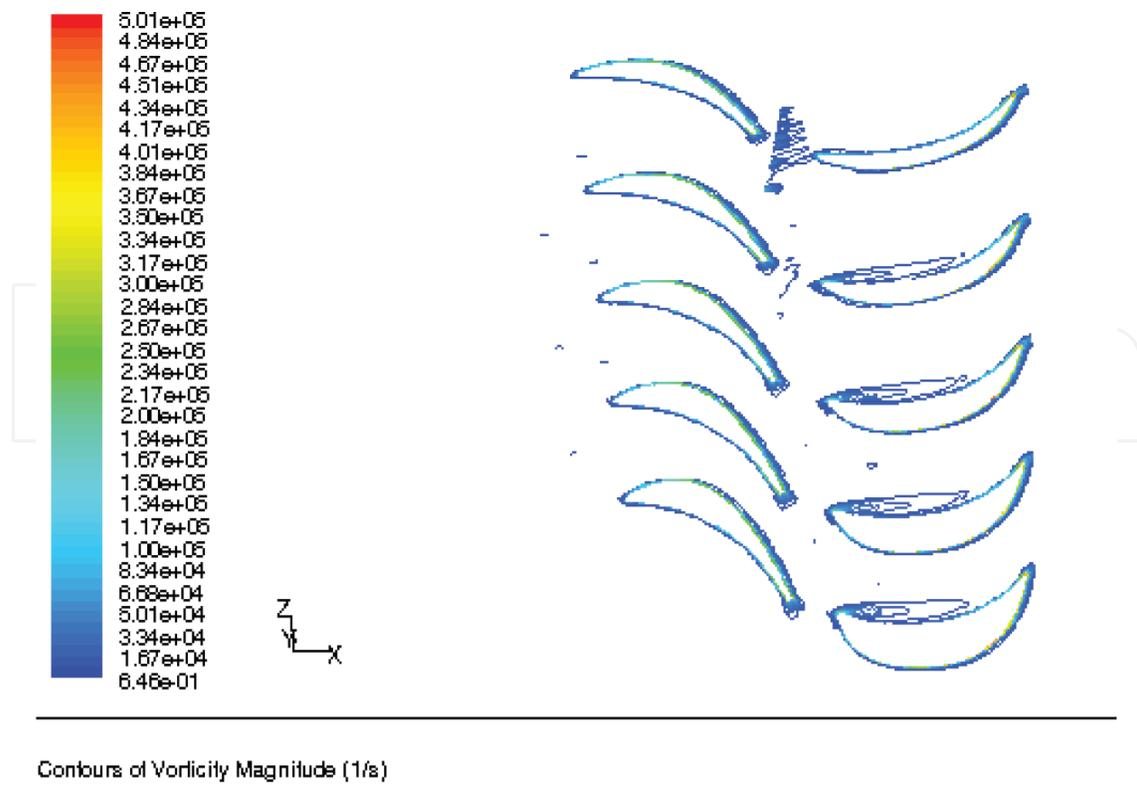 5.01e+05
4.84e+05
4.67e+05
4.51e+05
4.34e+05
4.17e+05
4.01e+05
3.84e+05
3.67e+05
3.50e+05
3.34e+05
3.17e+05
3.00e+05
2.84e+05
2.67e+05
2.50e+05
2.34e+05
2.17e+05
2.00e+05
1.84e+05
1.67e+05
1.50e+05
1.34e+05
1.17e+05
1.00e+05
8.34e+04
6.68e+04
5.01e+04
3.34e+04
1.67e+04
6.46e-01
Z
Y
X
Contours of Vorticity Magnitude (1/s)